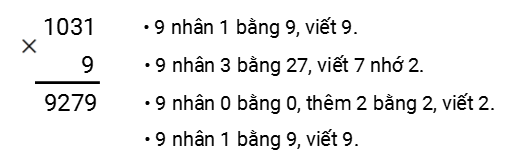 1031
×
9
9279
• 9 nhân 1 bằng 9, viết 9.
• 9 nhân 3 bằng 27, viết 7 nhớ 2.
• 9 nhân 0 bằng 0, thêm 2 bằng 2, viết 2.
• 9 nhân 1 bằng 9, viết 9.